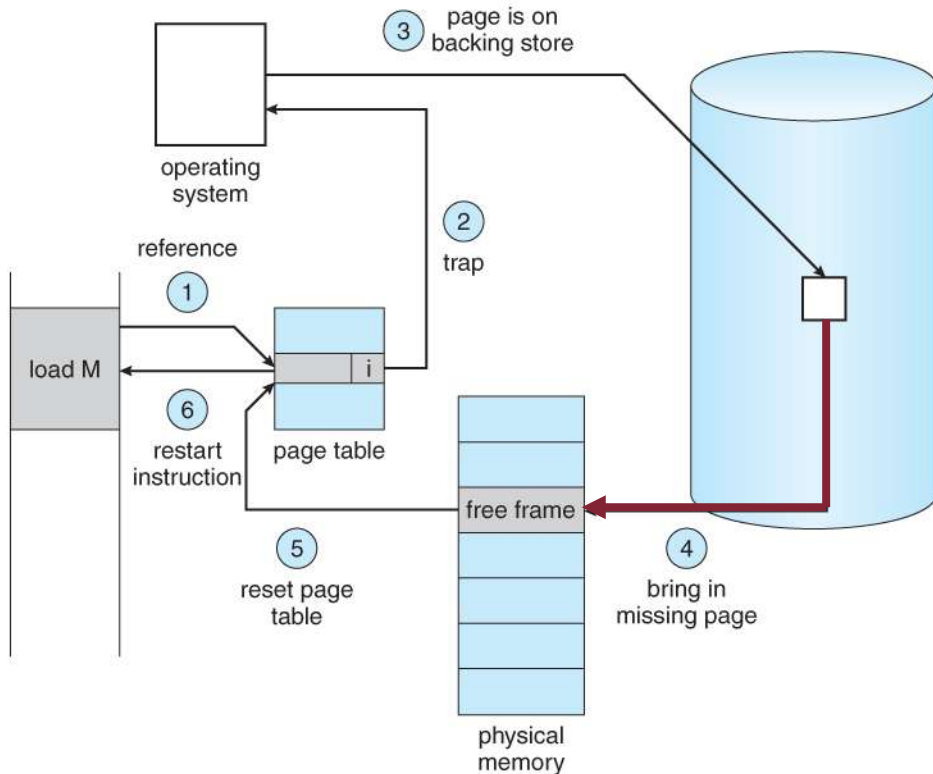 3
page is on
backing store
operating
system
2
trap
reference
1
load M
i
6
restart
instruction
page table
free frame
5
reset page
table
4
bring in
missing page
physical
memory